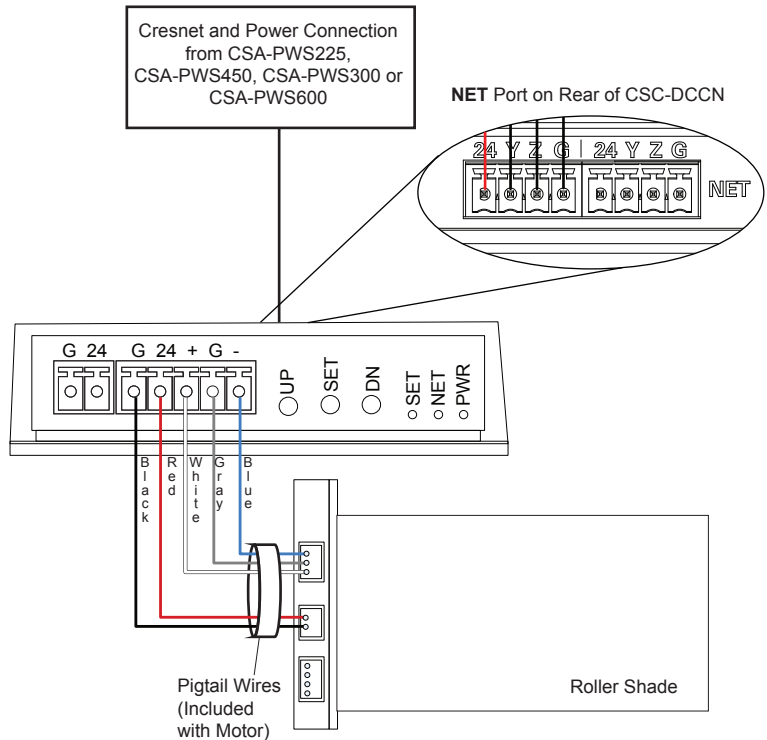 Cresnet and Power Connection
from CSA-PWS225,
CSA-PWS450, CSA-PWS300 or
CSA-PWS600
NET Port on Rear of CSC-DCCN
24 Y Z G 24 Y Z G
NET
G 24 G 24 + G -
UP
SET
DN
SET
NET
PWR
Black
Red
White
Gray
Blue
Pigtail Wires
(Included
with Motor)
Roller Shade